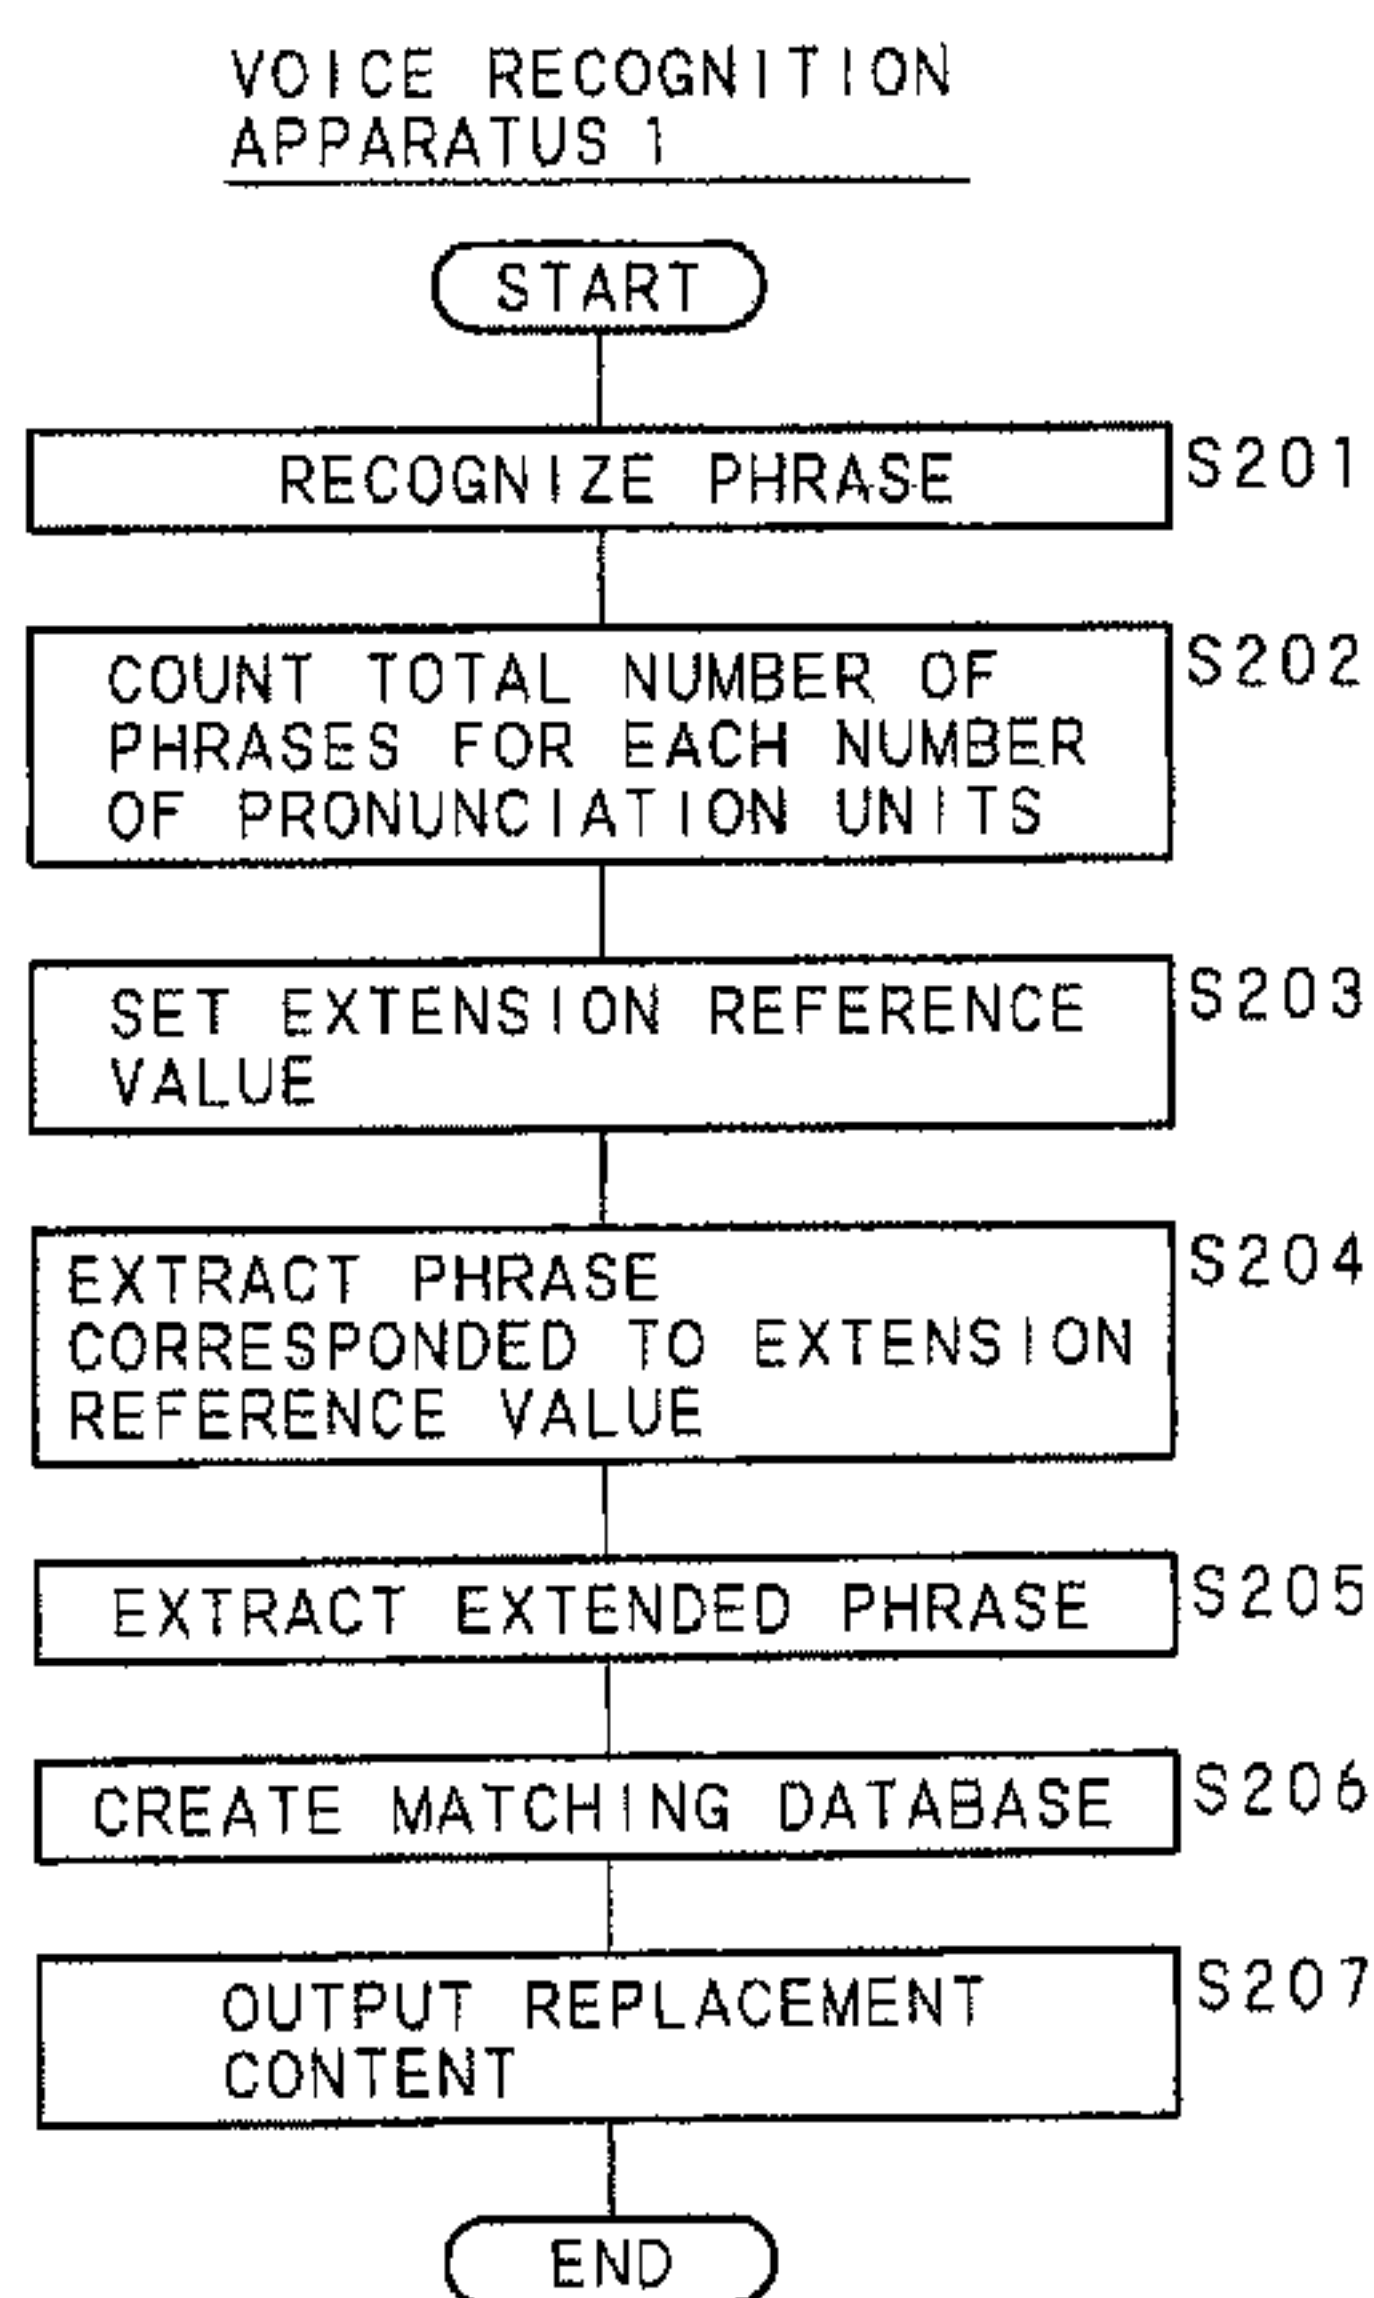 VOICE RECOGNITION
APPARATUS 1
START
RECOGNIZE PHRASE
S201
COUNT TOTAL NUMBER OF
PHRASES FOR EACH NUMBER
OF PRONUNCIATION UNITS
S202
SET EXTENSION REFERENCE
VALUE
S203
EXTRACT PHRASE
CORRESPONDED TO EXTENSION
REFERENCE VALUE
S204
EXTRACT EXTENDED PHRASE
S205
CREATE MATCHING DATABASE
S206
OUTPUT REPLACEMENT
CONTENT
S207
END